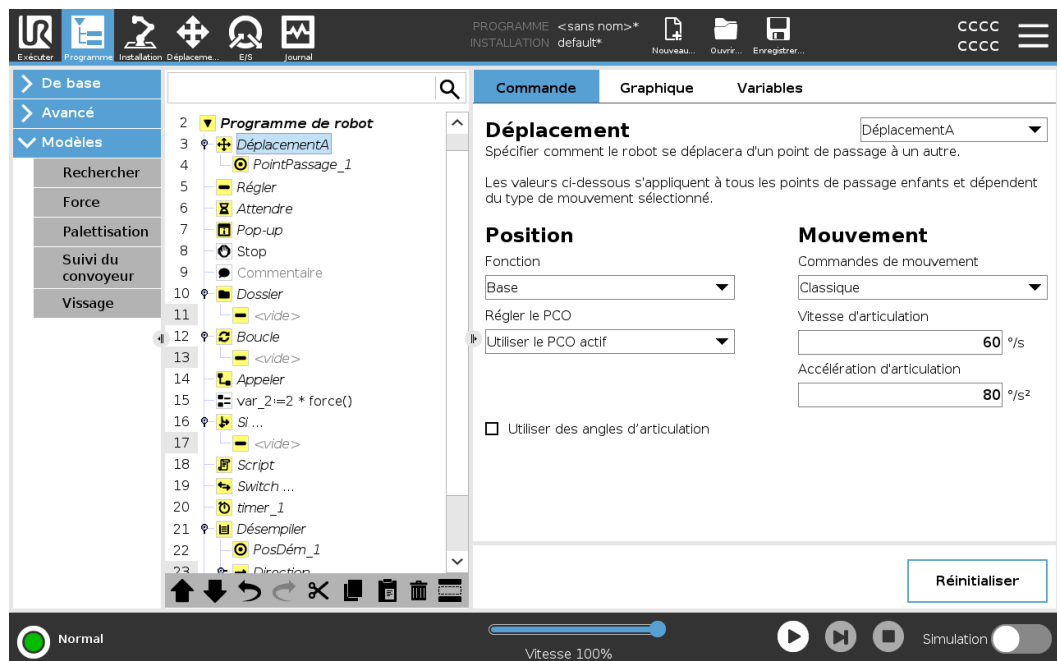 PROGRAMME <sans nom>*
INSTALLATION default*
Nouveau...
Ouvrir...
Enregistrer...
cccc
cccc
Exécuter
Programme
Installation
Déplaceme...
E/S
Journal
De base
Avancé
Modèles
Rechercher
Force
Palettisation
Suivi du
convoyeur
Vissage
2 Programme de robot
3 DéplacementA
4 PointPassage_1
5 Régler
6 Attendre
7 Pop-up
8 Stop
9 Commentaire
10 Dossier
11 <vide>
12 Boucle
13 <vide>
14 Appeler
15 var_2:=2 * force()
16 Si ...
17 <vide>
18 Script
19 Switch ...
20 timer_1
21 Désempiler
22 PosDém_1
23 Direction
Commande
Graphique
Variables
Déplacement
DéplacementA
Spécifier comment le robot se déplacera d'un point de passage à un autre.
Les valeurs ci-dessous s'appliquent à tous les points de passage enfants et dépendent
du type de mouvement sélectionné.
Position
Fonction
Base
Régler le PCO
Utiliser le PCO actif
Utiliser des angles d'articulation
Mouvement
Commandes de mouvement
Classique
Vitesse d'articulation
60 °/s
Accélération d'articulation
80 °/s²
Réinitialiser
Normal
Vitesse 100%
Simulation